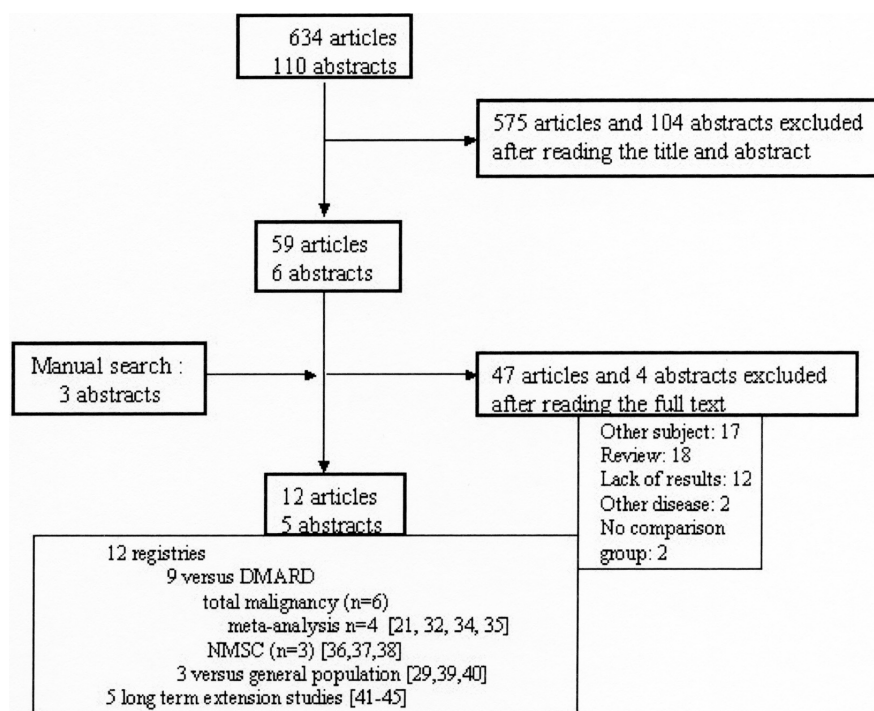 634 articles
110 abstracts
575 articles and 104 abstracts excluded
after reading the title and abstract
59 articles
6 abstracts
Manual search :
3 abstracts
47 articles and 4 abstracts excluded
after reading the full text
Other subject: 17
Review: 18
Lack of results: 12
Other disease: 2
No comparison
group: 2
12 articles
5 abstracts
12 registries
9 versus DMARD
total malignancy (n=6)
meta-analysis n=4 [21, 32, 34, 35]
NMSC (n=3) [36,37,38]
3 versus general population [29,39,40]
5 long term extension studies [41-45]